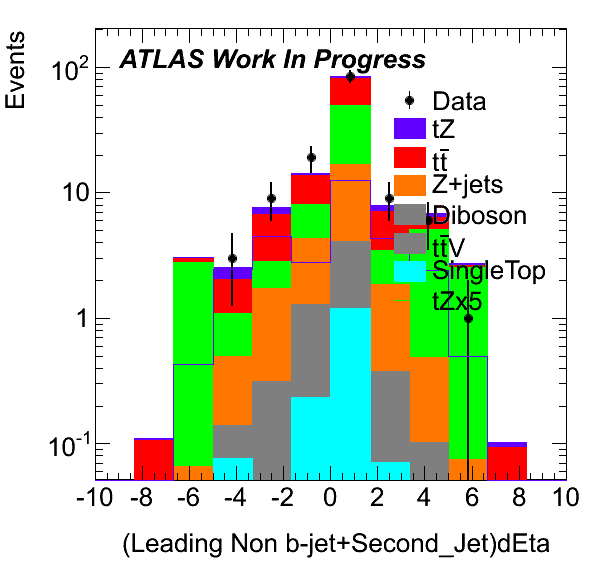 Events
ATLAS Work In Progress
Data
tZ
tt̄
Z+jets
Diboson
tt̄V
SingleTop
tZx5
10²
10
1
10⁻¹
-10 -8 -6 -4 -2 0 2 4 6 8 10
(Leading Non b-jet+Second_Jet)dEta